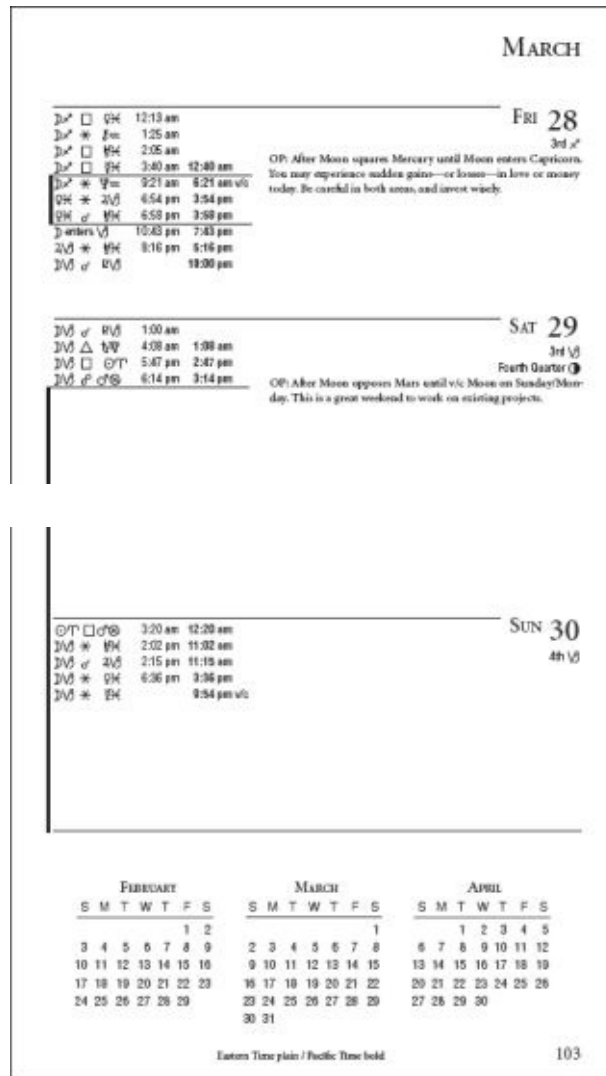 MARCH
FRI 28
3rd ♐
☽♐ □ ♀♓ 12:13 am
☽♐ ⚹ ⚷♒ 1:25 am
☽♐ □ ♅♓ 2:05 am
☽♐ □ ☿♓ 3:40 am 12:40 am
☽♐ ⚹ ♆♒ 9:21 am 6:21 am v/c
♀♓ ⚹ ♃♑ 6:54 pm 3:54 pm
♀♓ ☌ ♅♓ 6:58 pm 3:58 pm
☽ enters ♑ 10:43 pm 7:43 pm
♃♑ ⚹ ♅♓ 8:16 pm 5:16 pm
☽♑ ☌ ♇♑ 10:00 pm
OP: After Moon squares Mercury until Moon enters Capricorn.
You may experience sudden gains—or losses—in love or money
today. Be careful in both areas, and invest wisely.
SAT 29
3rd ♑
Fourth Quarter
☽♑ ☌ ♇♑ 1:00 am
☽♑ △ ♄♍ 4:08 am 1:08 am
☽♑ □ ☉♈ 5:47 pm 2:47 pm
☽♑ ☍ ♂♋ 6:14 pm 3:14 pm
OP: After Moon opposes Mars until v/c Moon on Sunday/Mon-
day. This is a great weekend to work on existing projects.
SUN 30
4th ♑
☉♈ □ ♂♋ 3:20 am 12:20 am
☽♑ ⚹ ♅♓ 2:02 pm 11:02 am
☽♑ ☌ ♃♑ 2:15 pm 11:15 am
☽♑ ⚹ ♀♓ 6:36 pm 3:36 pm
☽♑ ⚹ ☿♓ 9:54 pm v/c
FEBRUARY
S M T W T F S
1 2
3 4 5 6 7 8 9
10 11 12 13 14 15 16
17 18 19 20 21 22 23
24 25 26 27 28 29
MARCH
S M T W T F S
1
2 3 4 5 6 7 8
9 10 11 12 13 14 15
16 17 18 19 20 21 22
23 24 25 26 27 28 29
30 31
APRIL
S M T W T F S
1 2 3 4 5
6 7 8 9 10 11 12
13 14 15 16 17 18 19
20 21 22 23 24 25 26
27 28 29 30
Eastern Time plain / Pacific Time bold
103